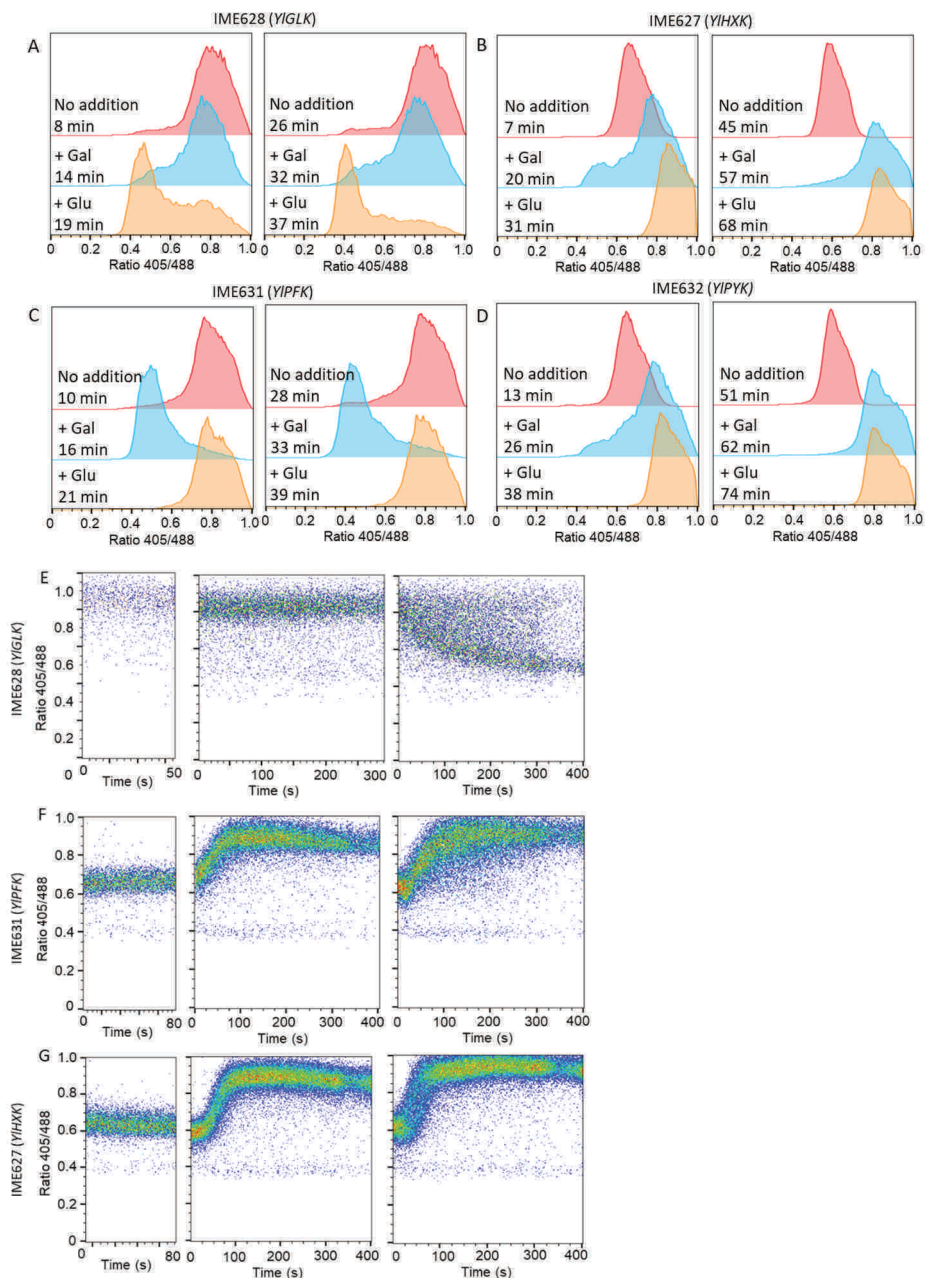 IME628 (YlGLK)
A
No addition
8 min
+ Gal
14 min
+ Glu
19 min
0 0.2 0.4 0.6 0.8 1.0
Ratio 405/488
No addition
26 min
+ Gal
32 min
+ Glu
37 min
0 0.2 0.4 0.6 0.8 1.0
Ratio 405/488
IME627 (YlHXK)
B
No addition
7 min
+ Gal
20 min
+ Glu
31 min
0 0.2 0.4 0.6 0.8 1.0
Ratio 405/488
No addition
45 min
+ Gal
57 min
+ Glu
68 min
0 0.2 0.4 0.6 0.8 1.0
Ratio 405/488
IME631 (YlPFK)
C
No addition
10 min
+ Gal
16 min
+ Glu
21 min
0 0.2 0.4 0.6 0.8 1.0
Ratio 405/488
No addition
28 min
+ Gal
33 min
+ Glu
39 min
0 0.2 0.4 0.6 0.8 1.0
Ratio 405/488
IME632 (YlPYK)
D
No addition
13 min
+ Gal
26 min
+ Glu
38 min
0 0.2 0.4 0.6 0.8 1.0
Ratio 405/488
No addition
51 min
+ Gal
62 min
+ Glu
74 min
0 0.2 0.4 0.6 0.8 1.0
Ratio 405/488
E
IME628 (YlGLK)
Ratio 405/488
1.0
0.8
0.6
0.4
0.2
0
0 50
Time (s)
0 100 200 300
Time (s)
0 100 200 300 400
Time (s)
F
IME631 (YlPFK)
Ratio 405/488
1.0
0.8
0.6
0.4
0.2
0
0 80
Time (s)
0 100 200 300 400
Time (s)
0 100 200 300 400
Time (s)
G
IME627 (YlHXK)
Ratio 405/488
1.0
0.8
0.6
0.4
0.2
0
0 80
Time (s)
0 100 200 300 400
Time (s)
0 100 200 300 400
Time (s)